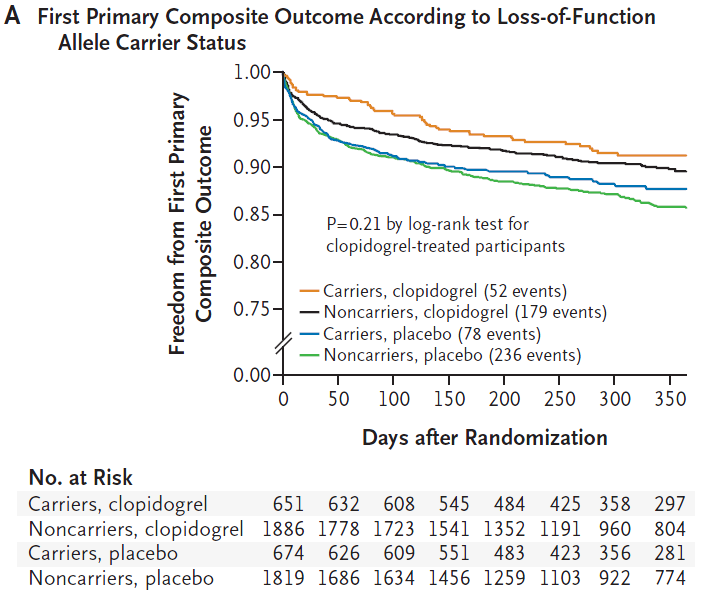 A First Primary Composite Outcome According to Loss-of-Function
Allele Carrier Status
Freedom from First Primary
Composite Outcome
1.00
0.95
0.90
0.85
0.80
0.75
0.00
P=0.21 by log-rank test for
clopidogrel-treated participants
Carriers, clopidogrel (52 events)
Noncarriers, clopidogrel (179 events)
Carriers, placebo (78 events)
Noncarriers, placebo (236 events)
0 50 100 150 200 250 300 350
Days after Randomization
No. at Risk
Carriers, clopidogrel 651 632 608 545 484 425 358 297
Noncarriers, clopidogrel 1886 1778 1723 1541 1352 1191 960 804
Carriers, placebo 674 626 609 551 483 423 356 281
Noncarriers, placebo 1819 1686 1634 1456 1259 1103 922 774